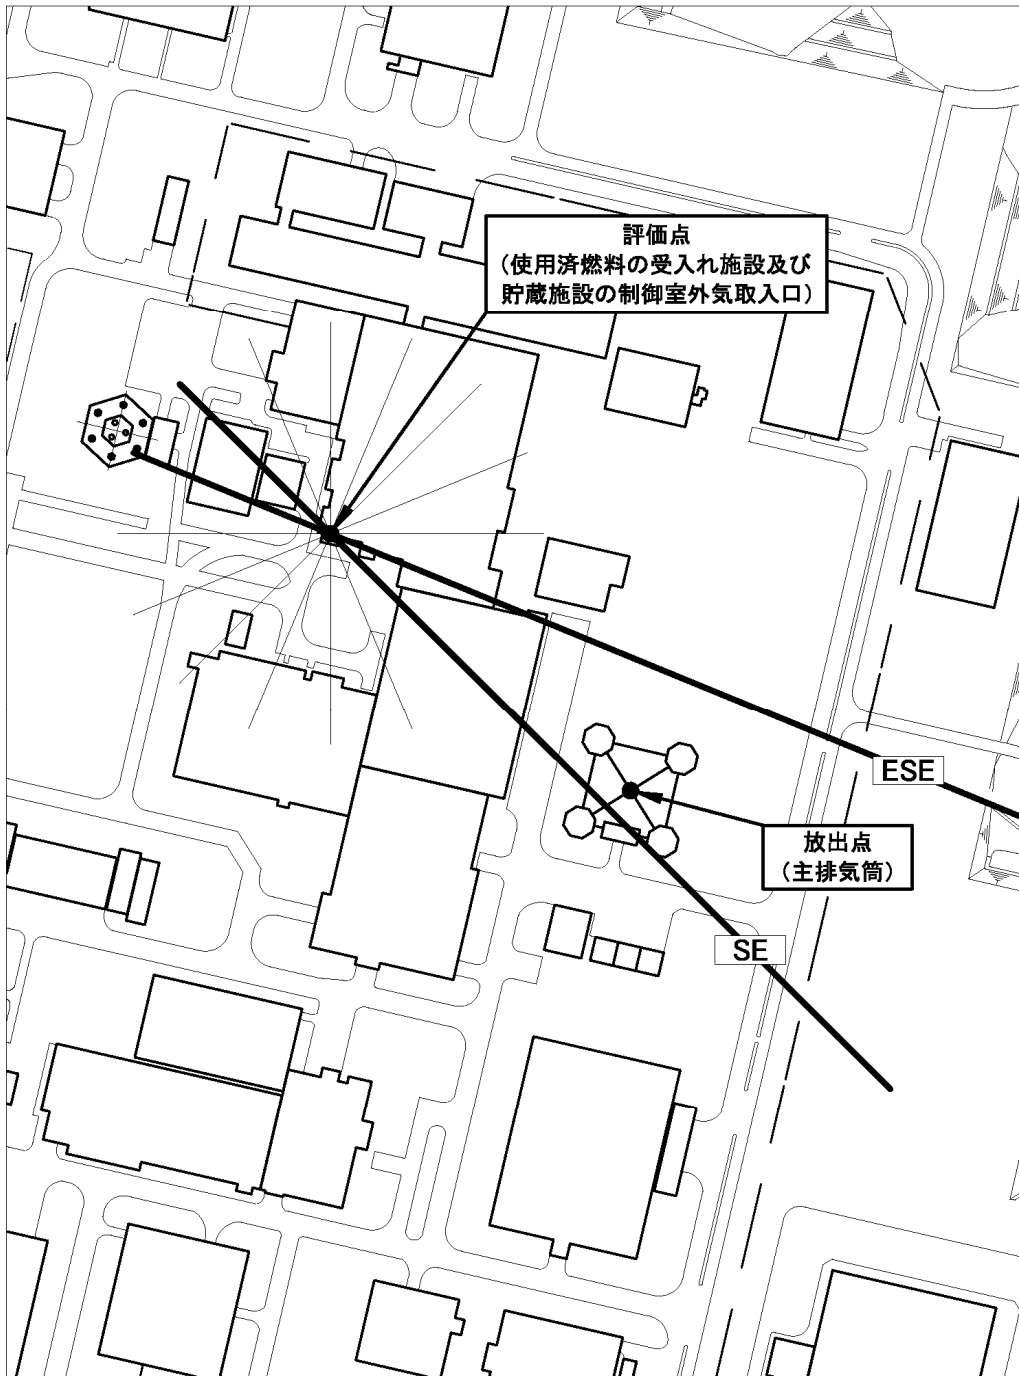 評価点
（使用済燃料の受入れ施設及び
貯蔵施設の制御室外気取入口）
ESE
放出点
（主排気筒）
SE